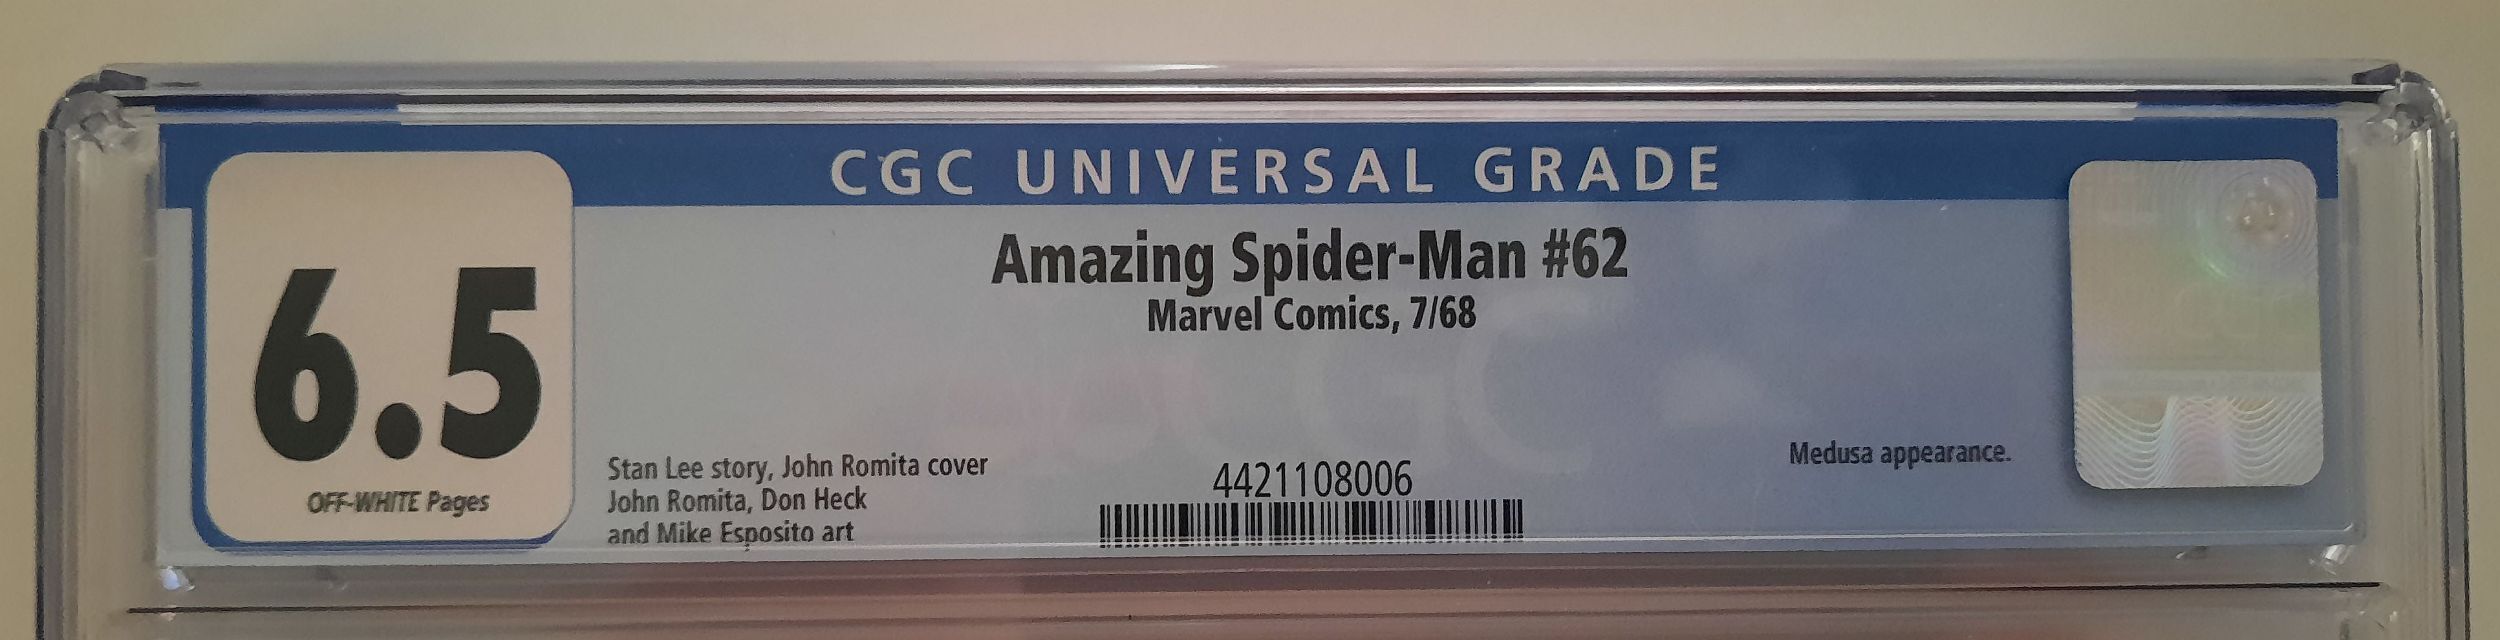 CGC UNIVERSAL GRADE
6.5
OFF-WHITE Pages
Amazing Spider-Man #62
Marvel Comics, 7/68
Stan Lee story, John Romita cover
John Romita, Don Heck
and Mike Esposito art
4421108006
Medusa appearance.